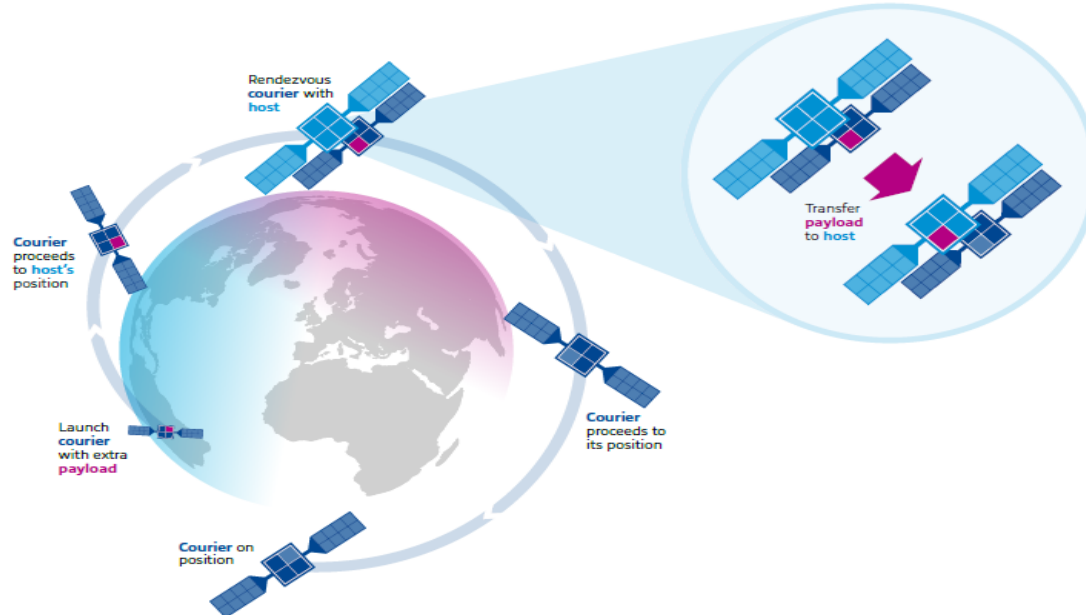 Rendezvous
courier with
host
Transfer
payload
to host
Courier
proceeds
to host's
position
Launch
courier
with extra
payload
Courier
proceeds to
its position
Courier on
position